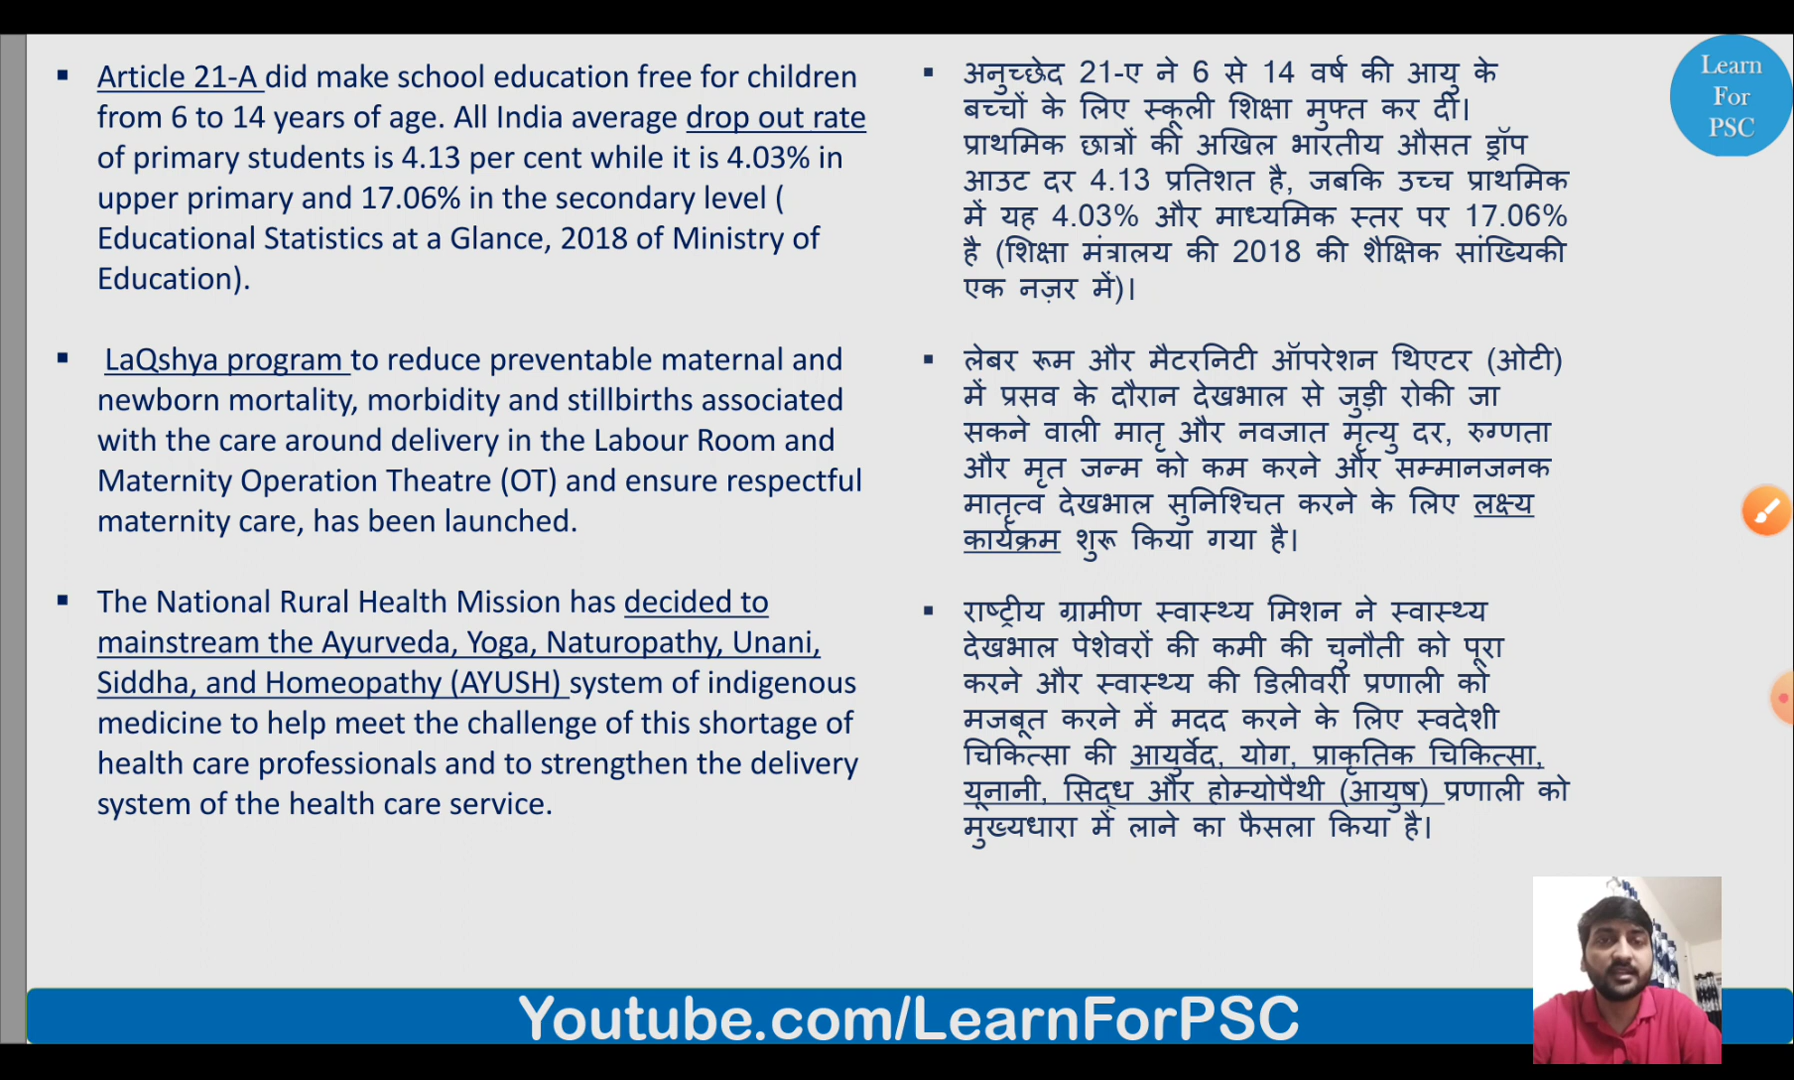 Article 21-A did make school education free for children
from 6 to 14 years of age. All India average drop out rate
of primary students is 4.13 per cent while it is 4.03% in
upper primary and 17.06% in the secondary level (
Educational Statistics at a Glance, 2018 of Ministry of
Education).
LaQshya program to reduce preventable maternal and
newborn mortality, morbidity and stillbirths associated
with the care around delivery in the Labour Room and
Maternity Operation Theatre (OT) and ensure respectful
maternity care, has been launched.
The National Rural Health Mission has decided to
mainstream the Ayurveda, Yoga, Naturopathy, Unani,
Siddha, and Homeopathy (AYUSH) system of indigenous
medicine to help meet the challenge of this shortage of
health care professionals and to strengthen the delivery
system of the health care service.
अनुच्छेद 21-ए ने 6 से 14 वर्ष की आयु के
बच्चों के लिए स्कूली शिक्षा मुफ्त कर दी।
प्राथमिक छात्रों की अखिल भारतीय औसत ड्रॉप
आउट दर 4.13 प्रतिशत है, जबकि उच्च प्राथमिक
में यह 4.03% और माध्यमिक स्तर पर 17.06%
है (शिक्षा मंत्रालय की 2018 की शैक्षिक सांख्यिकी
एक नज़र में)।
लेबर रूम और मैटरनिटी ऑपरेशन थिएटर (ओटी)
में प्रसव के दौरान देखभाल से जुड़ी रोकी जा
सकने वाली मातृ और नवजात मृत्यु दर, रुग्णता
और मृत जन्म को कम करने और सम्मानजनक
मातृत्व देखभाल सुनिश्चित करने के लिए लक्ष्य
कार्यक्रम शुरू किया गया है।
राष्ट्रीय ग्रामीण स्वास्थ्य मिशन ने स्वास्थ्य
देखभाल पेशेवरों की कमी की चुनौती को पूरा
करने और स्वास्थ्य की डिलीवरी प्रणाली को
मजबूत करने में मदद करने के लिए स्वदेशी
चिकित्सा की आयुर्वेद, योग, प्राकृतिक चिकित्सा,
यूनानी, सिद्ध और होम्योपैथी (आयुष) प्रणाली को
मुख्यधारा में लाने का फैसला किया है।
Learn
For
PSC
Youtube.com/LearnForPSC